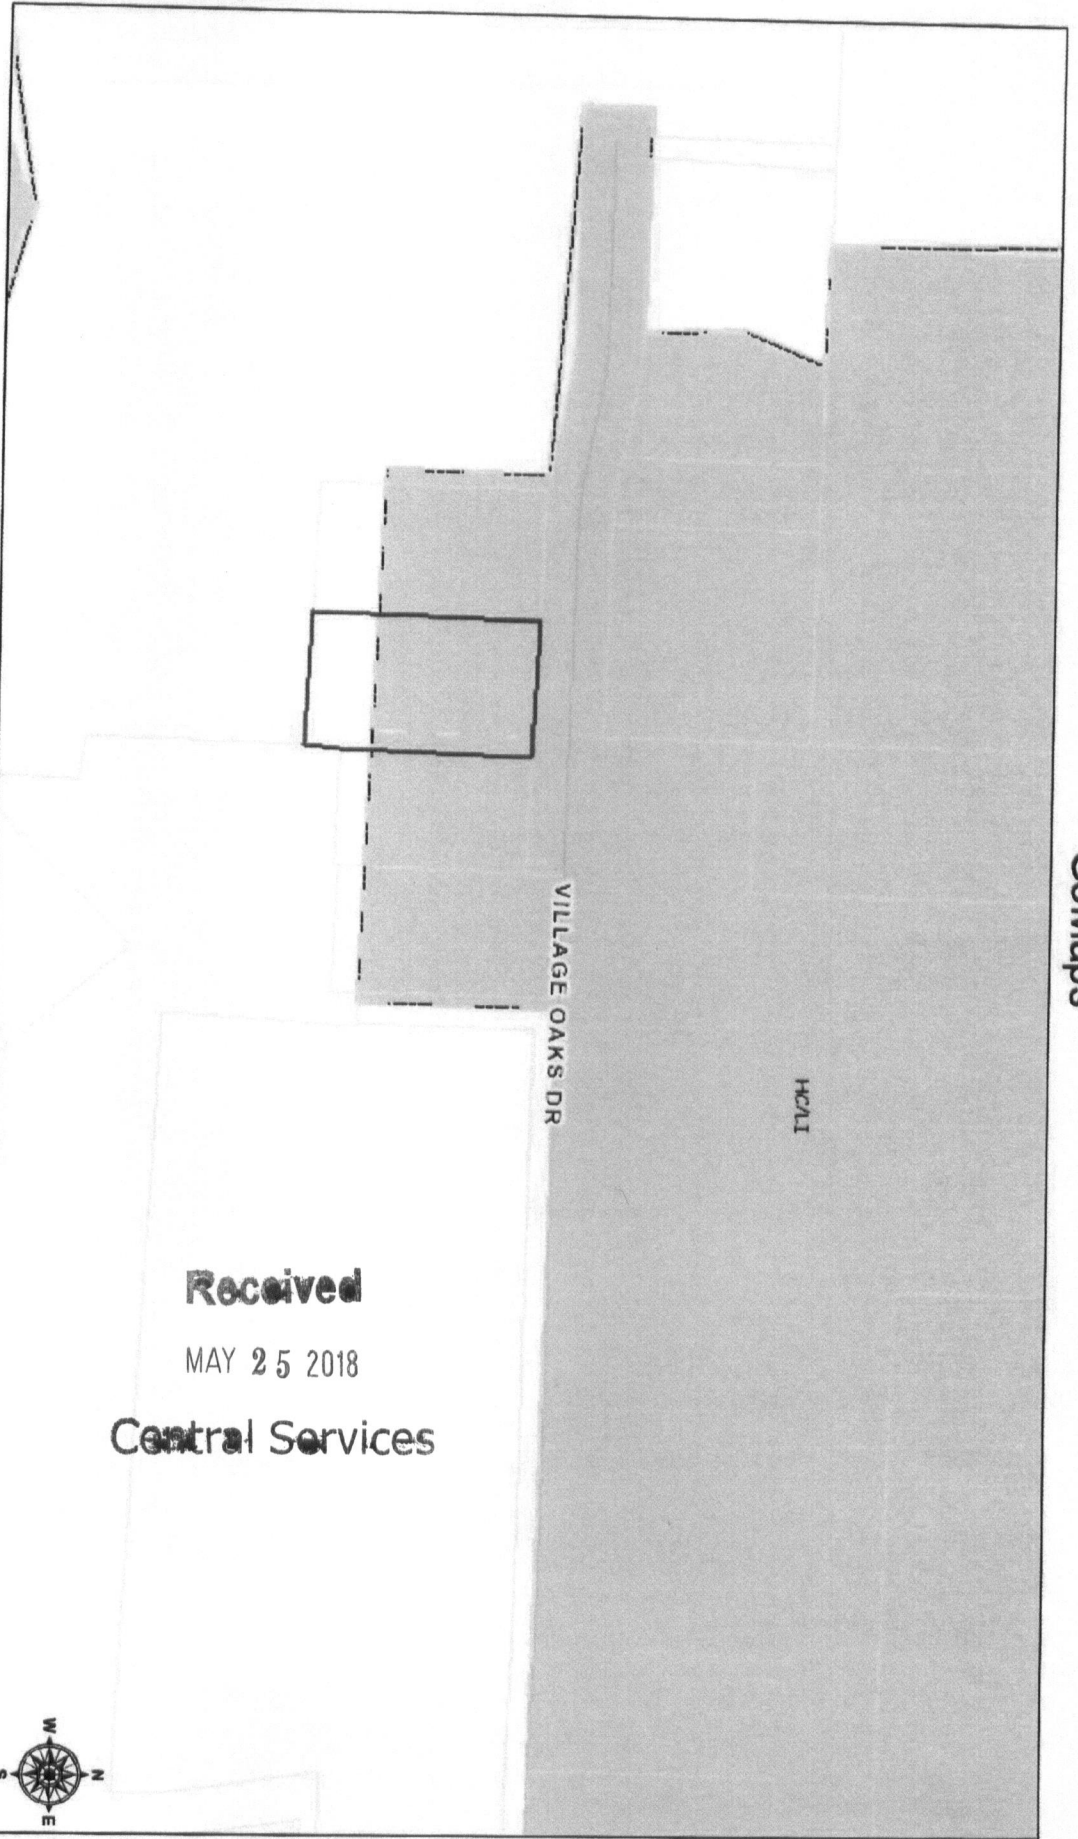 VILLAGE OAKS DR
HC/LI
Received
MAY 25 2018
Central Services
N
W
E
S